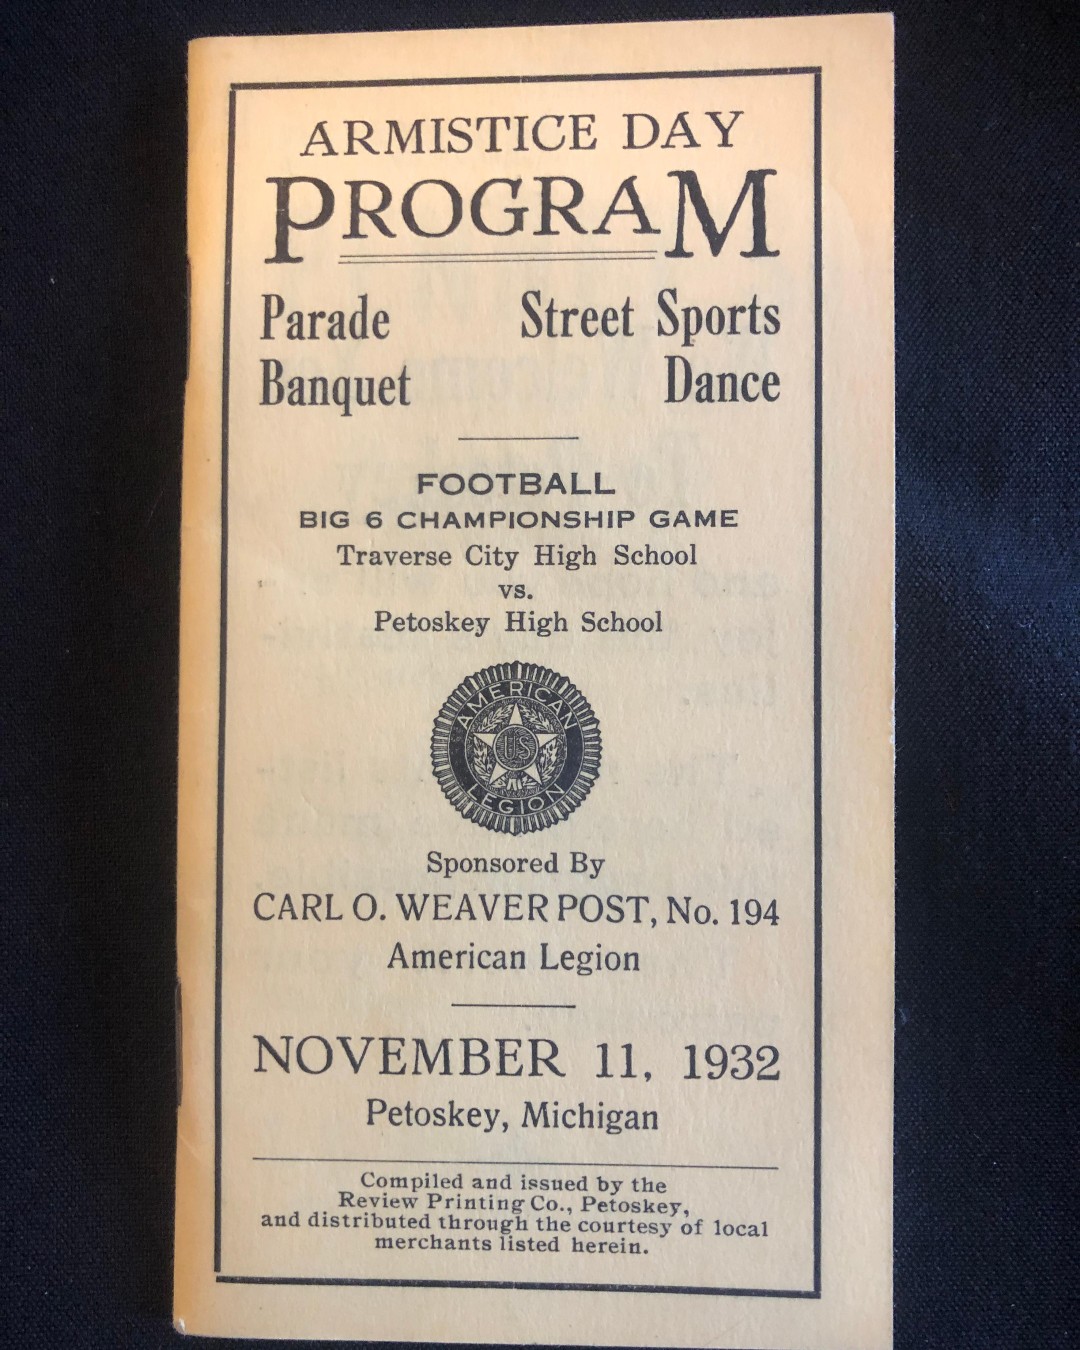 ARMISTICE DAY
PROGRAM
Parade Street Sports
Banquet Dance
FOOTBALL
BIG 6 CHAMPIONSHIP GAME
Traverse City High School
vs.
Petoskey High School
AMERICAN
US
LEGION
Sponsored By
CARL O. WEAVER POST, No. 194
American Legion
NOVEMBER 11, 1932
Petoskey, Michigan
Compiled and issued by the
Review Printing Co., Petoskey,
and distributed through the courtesy of local
merchants listed herein.